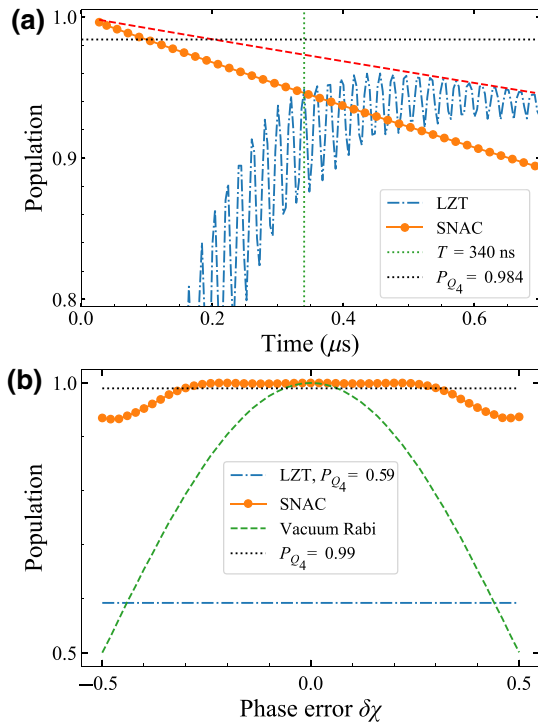 (a)
1.0
0.9
0.8
Population
LZT
SNAC
T = 340 ns
P_{Q_4} = 0.984
0.0 0.2 0.4 0.6
Time (μs)
(b)
1.0
0.5
Population
LZT, P_{Q_4} = 0.59
SNAC
Vacuum Rabi
P_{Q_4} = 0.99
−0.5 0.0 0.5
Phase error δχ